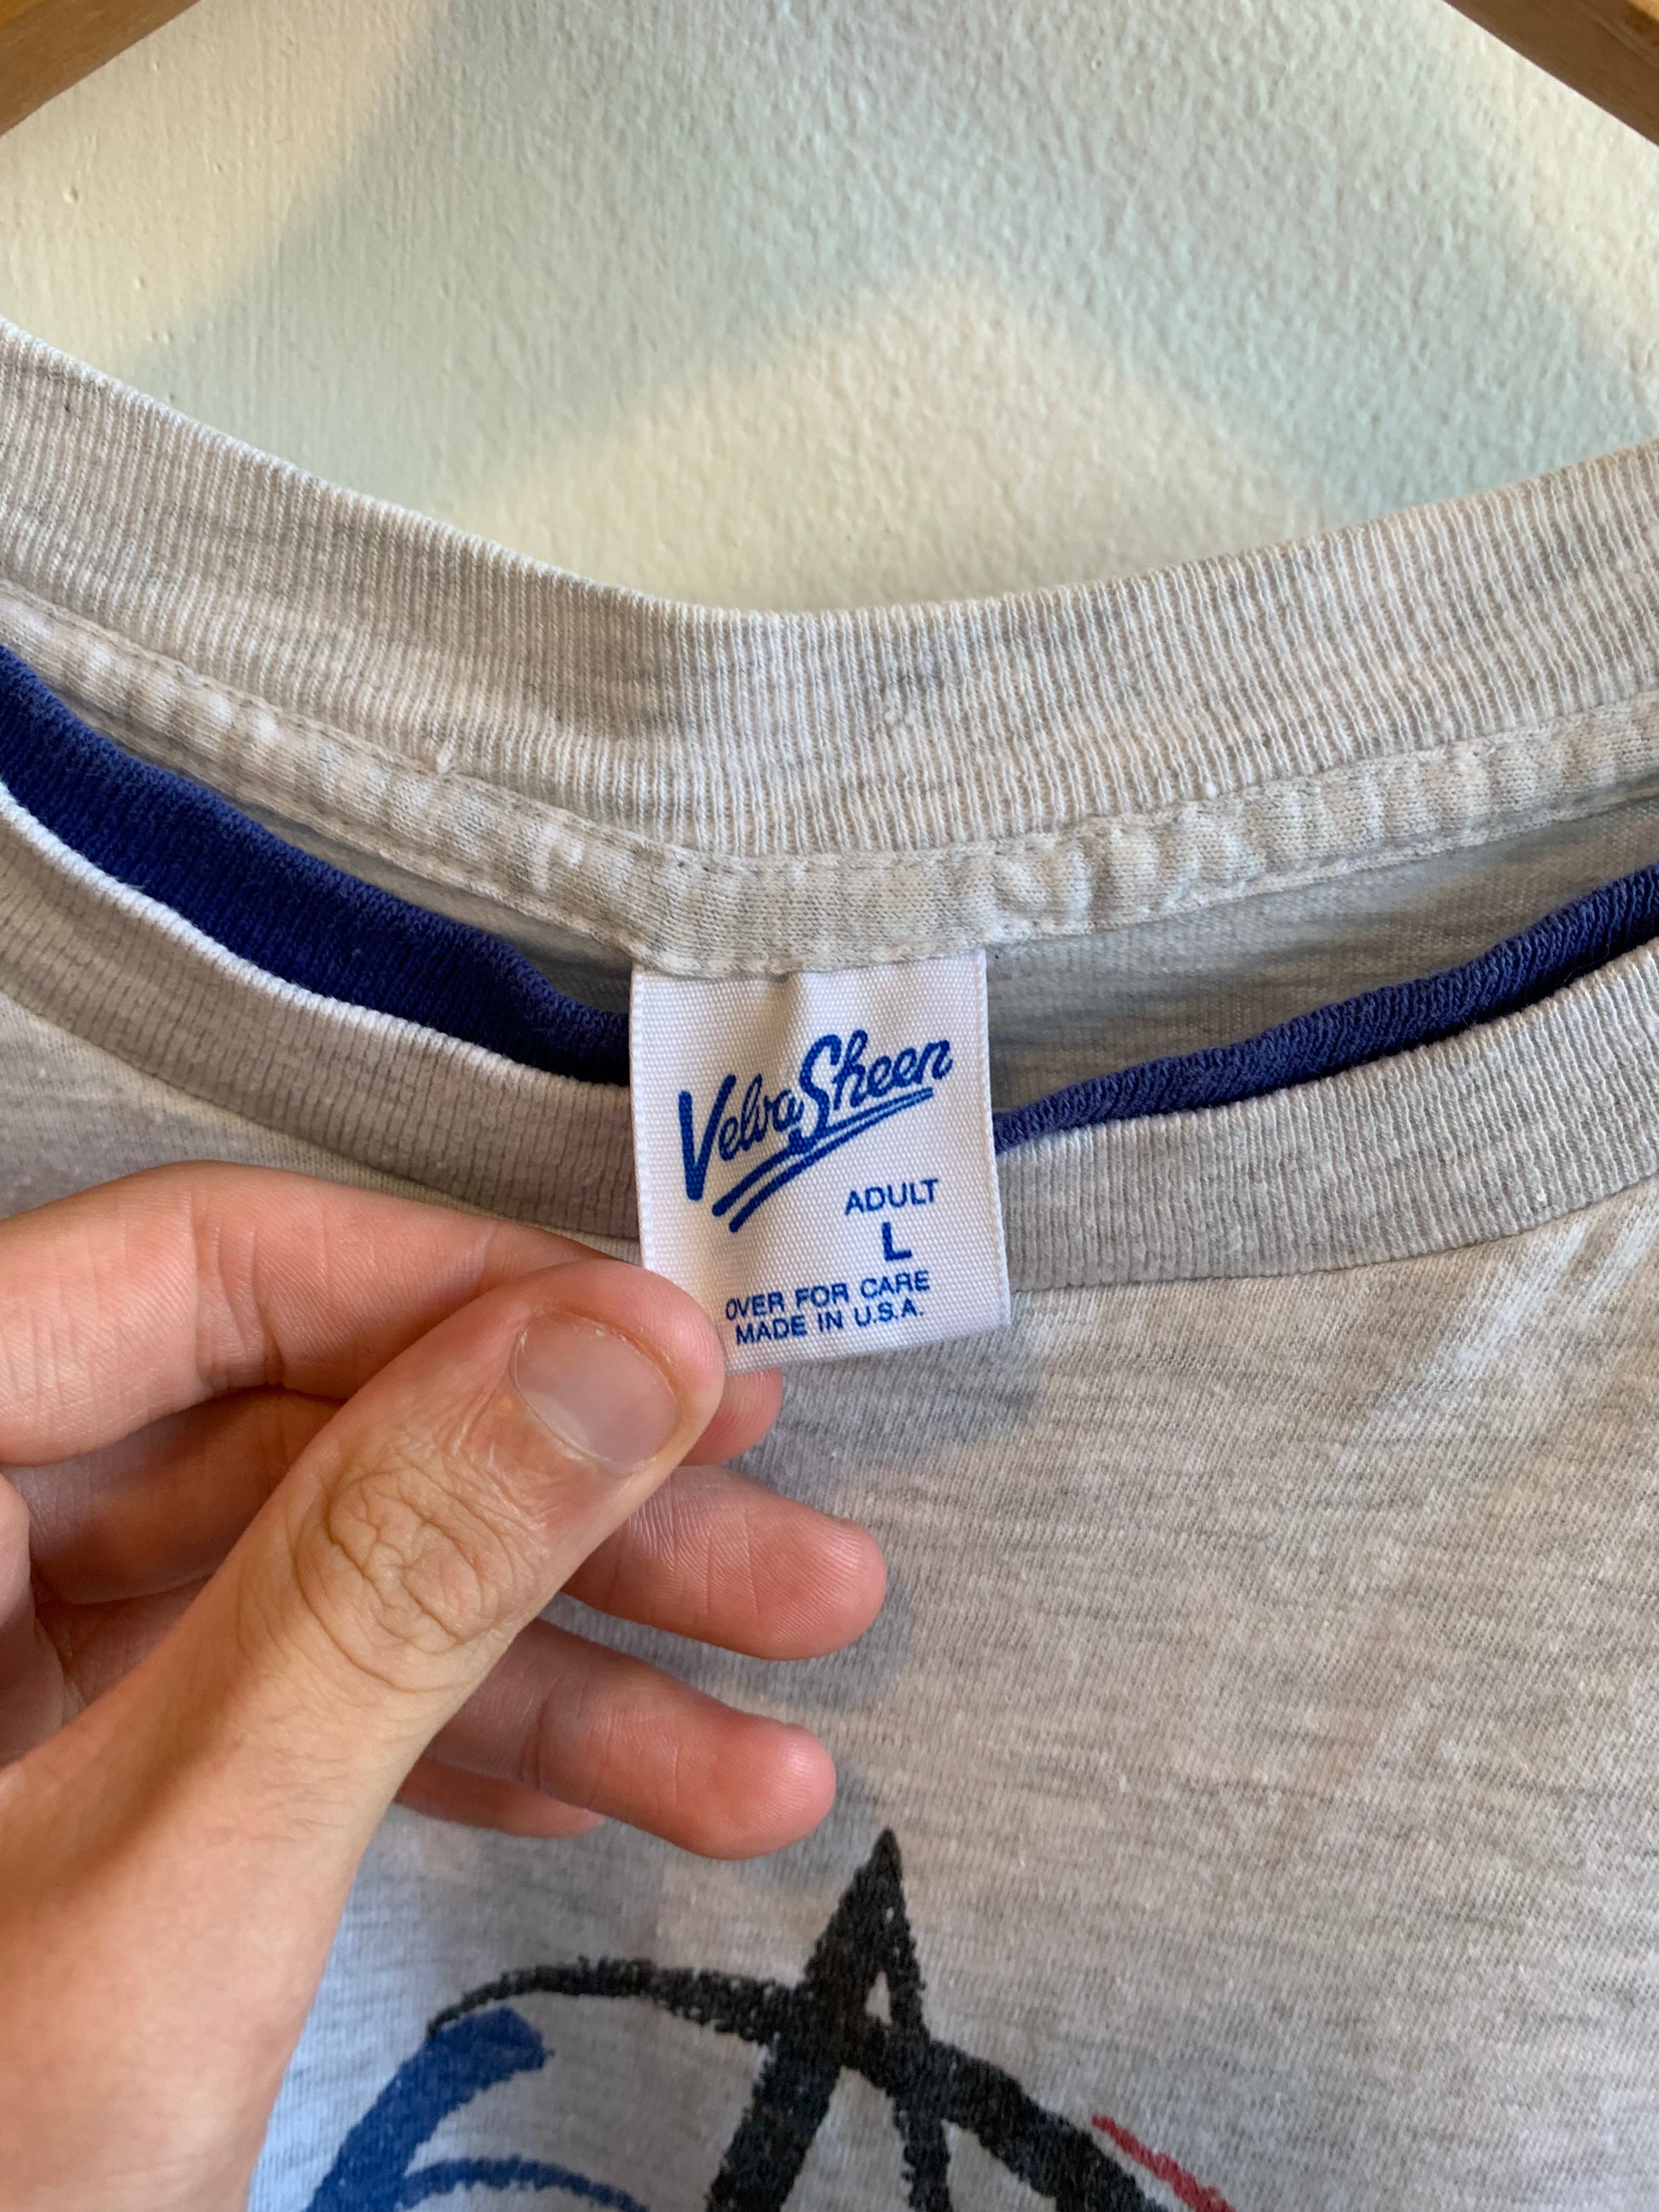 VelvaSheen
ADULT
L
OVER FOR CARE
MADE IN U.S.A.